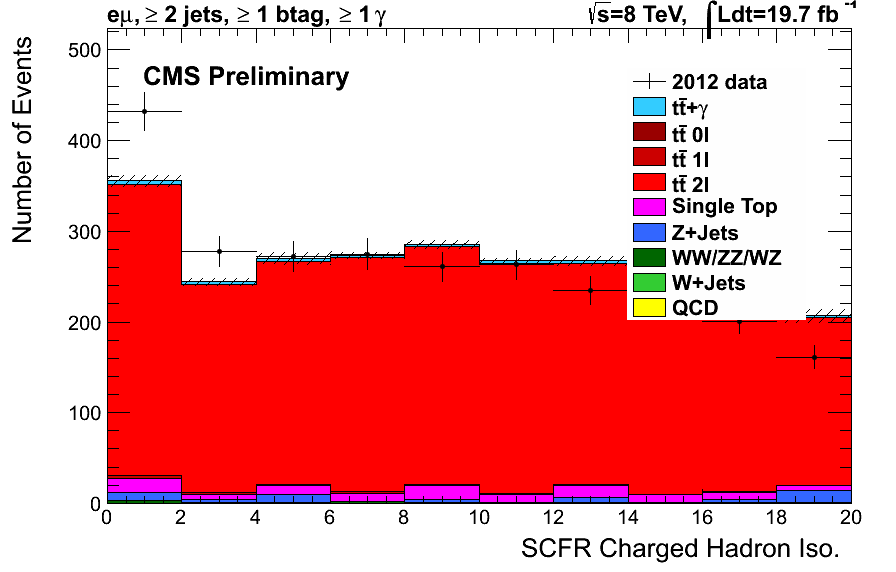 eμ, ≥ 2 jets, ≥ 1 btag, ≥ 1 γ √s=8 TeV, ∫Ldt=19.7 fb⁻¹
CMS Preliminary
2012 data
tt̄+γ
tt̄ 0l
tt̄ 1l
tt̄ 2l
Single Top
Z+Jets
WW/ZZ/WZ
W+Jets
QCD
Number of Events
500
400
300
200
100
0
0 2 4 6 8 10 12 14 16 18 20
SCFR Charged Hadron Iso.